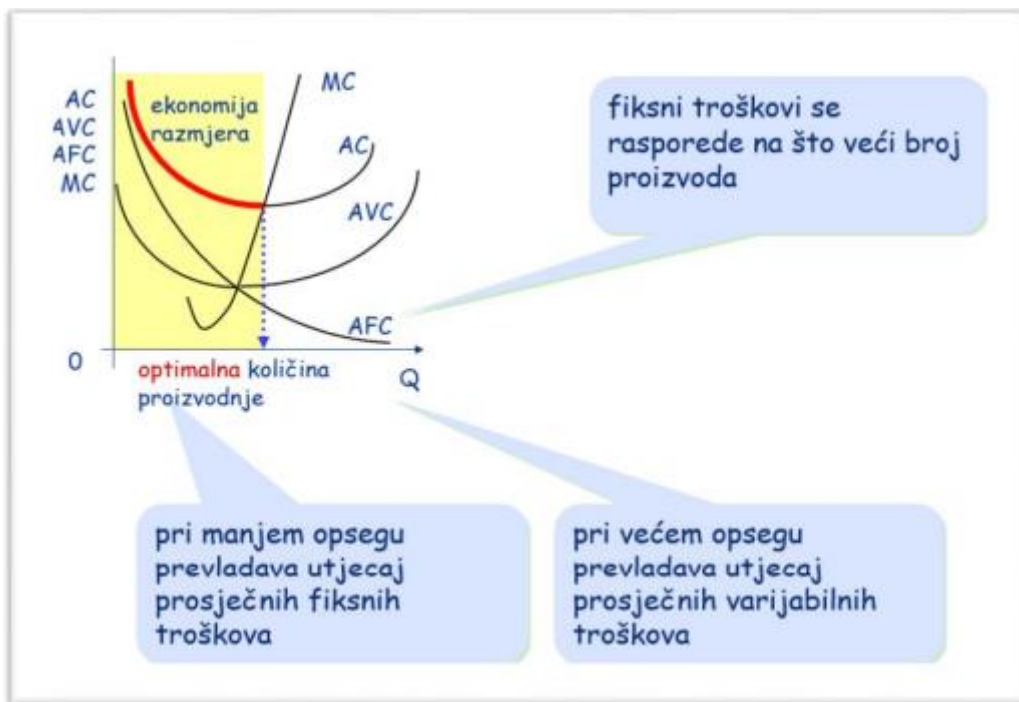 AC
AVC
AFC
MC
ekonomija
razmjera
MC
AC
AVC
AFC
0
Q
optimalna količina
proizvodnje
fiksni troškovi se
rasporede na što veći broj
proizvoda
pri manjem opsegu
prevladava utjecaj
prosječnih fiksnih
troškova
pri većem opsegu
prevladava utjecaj
prosječnih varijabilnih
troškova